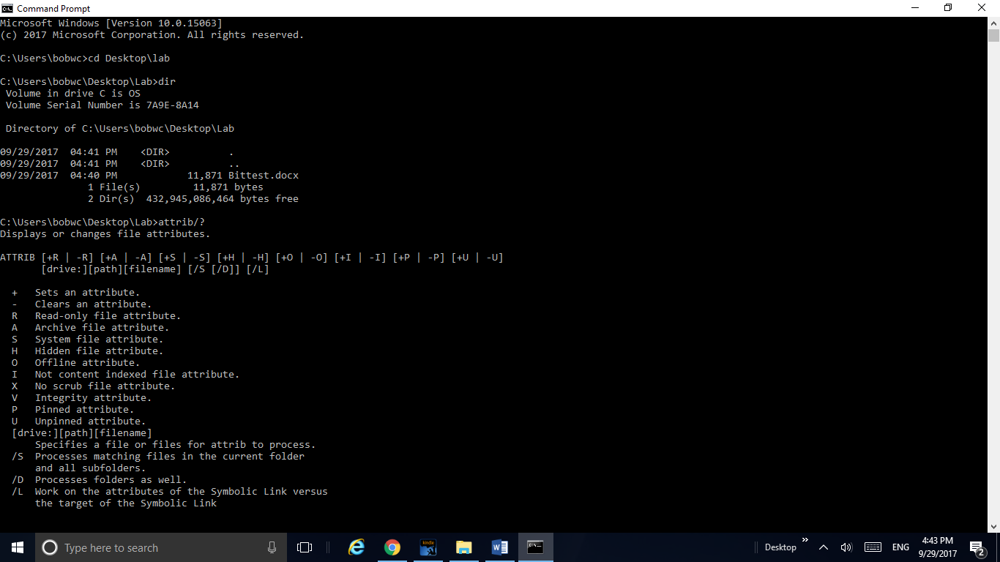 Command Prompt
Microsoft Windows [Version 10.0.15063]
(c) 2017 Microsoft Corporation. All rights reserved.
C:\Users\bobwc>cd Desktop\lab
C:\Users\bobwc\Desktop\Lab>dir
 Volume in drive C is OS
 Volume Serial Number is 7A9E-8A14
 Directory of C:\Users\bobwc\Desktop\Lab
09/29/2017  04:41 PM    <DIR>          .
09/29/2017  04:41 PM    <DIR>          ..
09/29/2017  04:40 PM            11,871 Bittest.docx
               1 File(s)         11,871 bytes
               2 Dir(s)  432,945,086,464 bytes free
C:\Users\bobwc\Desktop\Lab>attrib/?
Displays or changes file attributes.
ATTRIB [+R | -R] [+A | -A] [+S | -S] [+H | -H] [+O | -O] [+I | -I] [+P | -P] [+U | -U]
       [drive:][path][filename] [/S [/D]] [/L]
  +   Sets an attribute.
  -   Clears an attribute.
  R   Read-only file attribute.
  A   Archive file attribute.
  S   System file attribute.
  H   Hidden file attribute.
  O   Offline attribute.
  I   Not content indexed file attribute.
  X   No scrub file attribute.
  V   Integrity attribute.
  P   Pinned attribute.
  U   Unpinned attribute.
  [drive:][path][filename]
      Specifies a file or files for attrib to process.
  /S  Processes matching files in the current folder
      and all subfolders.
  /D  Processes folders as well.
  /L  Work on the attributes of the Symbolic Link versus
      the target of the Symbolic Link
Type here to search
kindle
Desktop
ENG
4:43 PM
9/29/2017
2